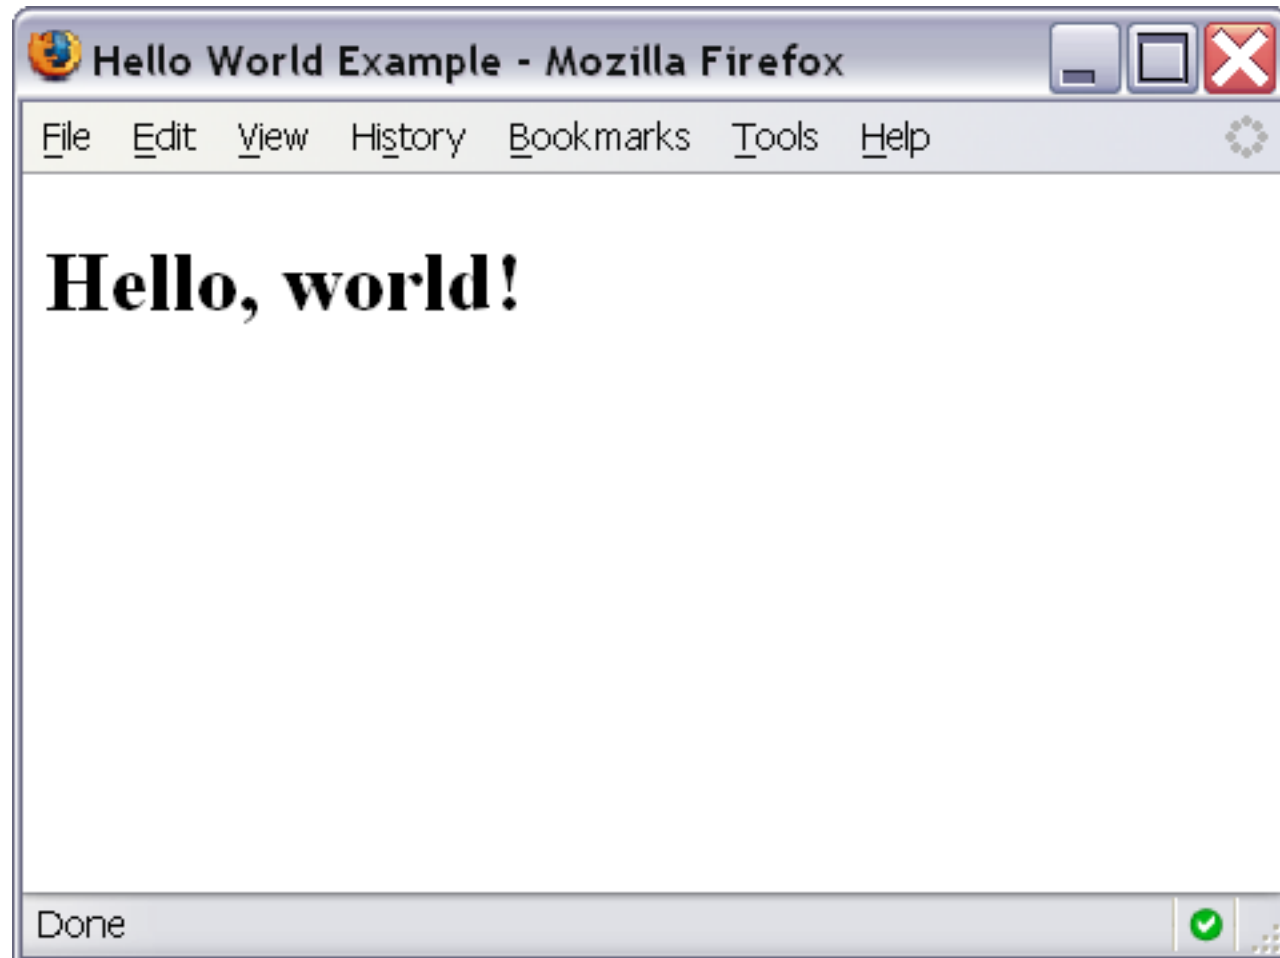 Hello World Example - Mozilla Firefox
File Edit View History Bookmarks Tools Help
Hello, world!
Done